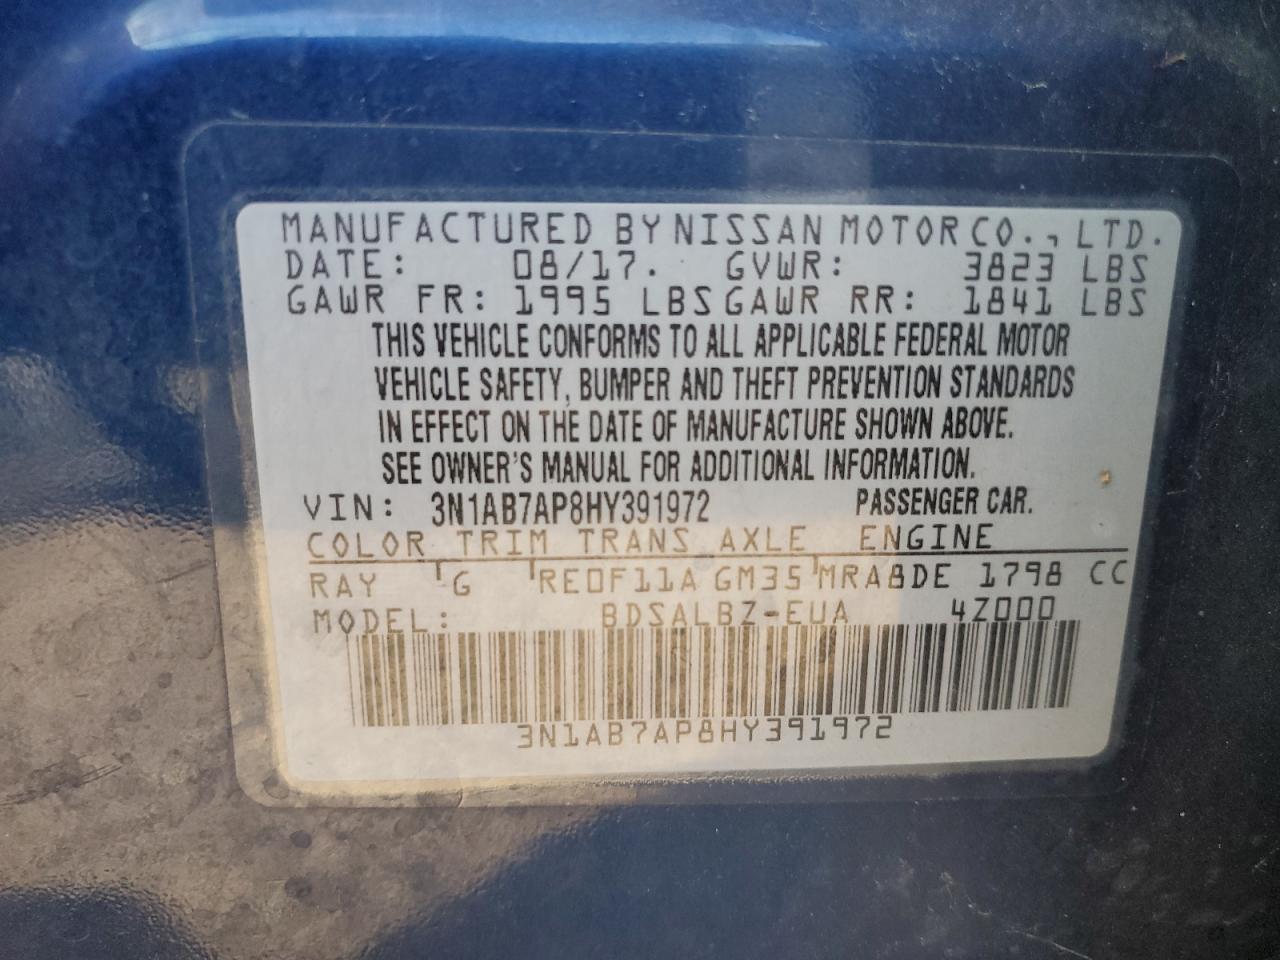 MANUFACTURED BY NISSAN MOTOR CO., LTD.
DATE: 08/17. GVWR: 3823 LBS
GAWR FR: 1995 LBS GAWR RR: 1841 LBS
THIS VEHICLE CONFORMS TO ALL APPLICABLE FEDERAL MOTOR
VEHICLE SAFETY, BUMPER AND THEFT PREVENTION STANDARDS
IN EFFECT ON THE DATE OF MANUFACTURE SHOWN ABOVE.
SEE OWNER'S MANUAL FOR ADDITIONAL INFORMATION.
VIN: 3N1AB7AP8HY391972 PASSENGER CAR.
COLOR TRIM TRANS AXLE ENGINE
RAY G RE0F11A GM35 MRA8DE 1798 CC
MODEL: BDSALBZ-EUA 4Z000
3N1AB7AP8HY391972